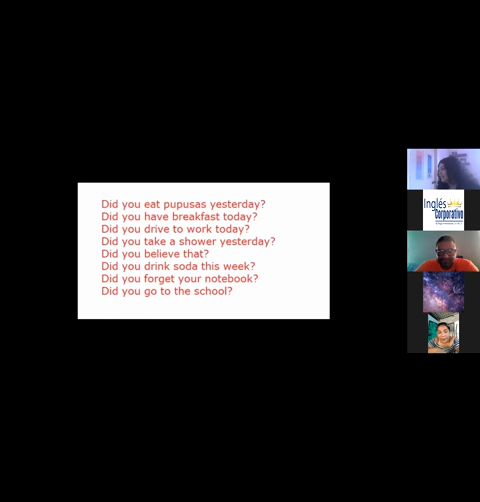 Did you eat pupusas yesterday?
Did you have breakfast today?
Did you drive to work today?
Did you take a shower yesterday?
Did you believe that?
Did you drink soda this week?
Did you forget your notebook?
Did you go to the school?
Inglés
Corporativo